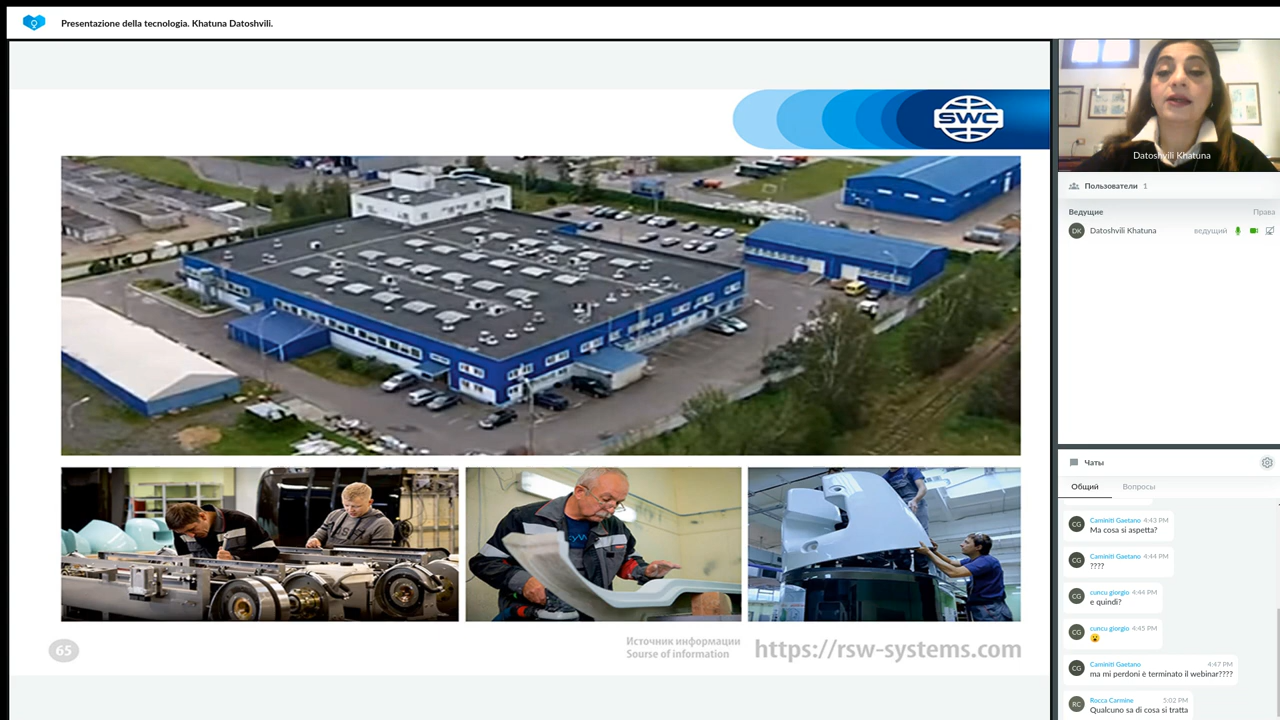 Presentazione della tecnologia. Khatuna Datoshvili.
SWC
65
Источник информации
Sourse of information
https://rsw-systems.com
Datoshvili Khatuna
Пользователи 1
Ведущие Права
DK Datoshvili Khatuna ведущий
Чаты
Общий Вопросы
CG Caminiti Gaetano 4:43 PM
Ma cosa si aspetta?
CG Caminiti Gaetano 4:44 PM
????
CG cuncu giorgio 4:44 PM
e quindi?
CG cuncu giorgio 4:45 PM
😮
CG Caminiti Gaetano 4:47 PM
ma mi perdoni è terminato il webinar????
RC Rocca Carmine 5:02 PM
Qualcuno sa di cosa si tratta